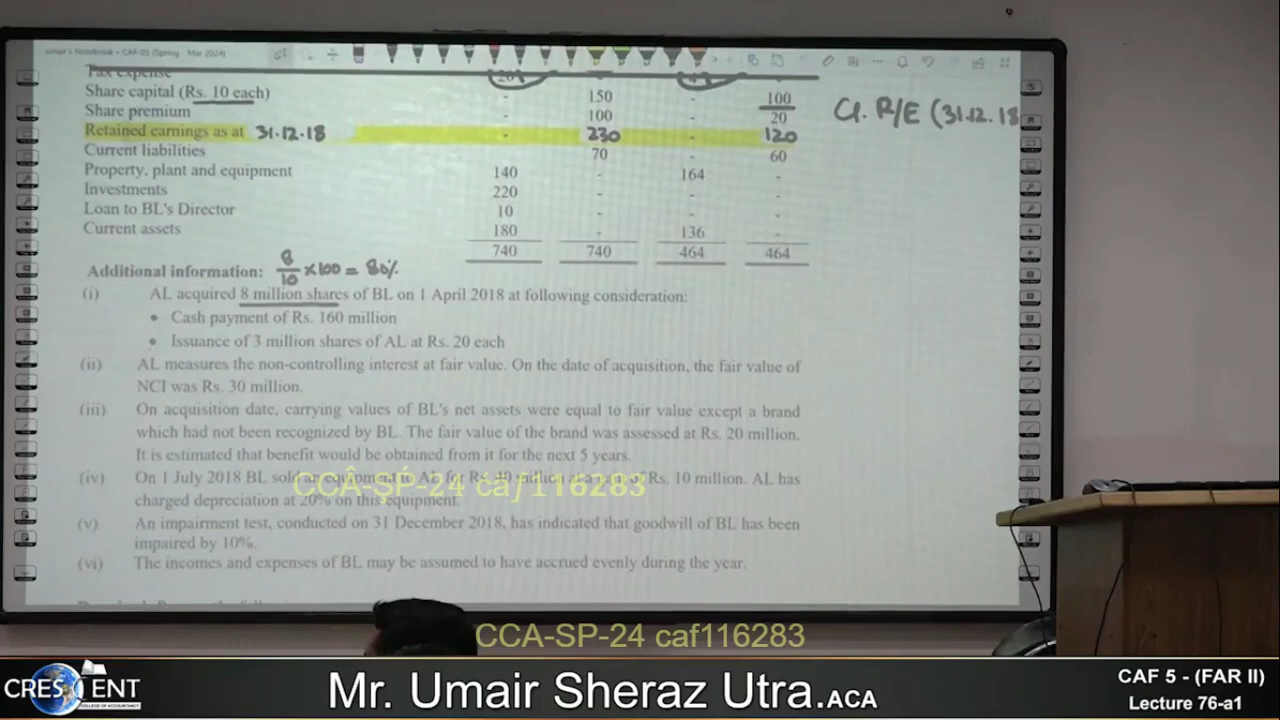 umair's Notebook • CAF-05 (Spring Mar 2024)
Tax expense
Share capital (Rs. 10 each) - 150 - 100
Share premium - 100 - 20
Retained earnings as at 31.12.18 - 230 - 120
Cl. R/E (31.12.18
Current liabilities 70 - 60
Property, plant and equipment 140 - 164 -
Investments 220 - - -
Loan to BL's Director 10 - - -
Current assets 180 - 136 -
740 740 464 464
Additional information: 8/10 ×100 = 80%
(i) AL acquired 8 million shares of BL on 1 April 2018 at following consideration:
• Cash payment of Rs. 160 million
• Issuance of 3 million shares of AL at Rs. 20 each
(ii) AL measures the non-controlling interest at fair value. On the date of acquisition, the fair value of
NCI was Rs. 30 million.
(iii) On acquisition date, carrying values of BL's net assets were equal to fair value except a brand
which had not been recognized by BL. The fair value of the brand was assessed at Rs. 20 million.
It is estimated that benefit would be obtained from it for the next 5 years.
(iv) On 1 July 2018 BL sold Rs. 10 million. AL has
CCA-SP-24 caf116283
charged depreciation at 20% on this equipment.
(v) An impairment test, conducted on 31 December 2018, has indicated that goodwill of BL has been
impaired by 10%.
(vi) The incomes and expenses of BL may be assumed to have accrued evenly during the year.
CCA-SP-24 caf116283
CRESCENT
COLLEGE OF ACCOUNTANCY
Mr. Umair Sheraz Utra.ACA
CAF 5 - (FAR II)
Lecture 76-a1